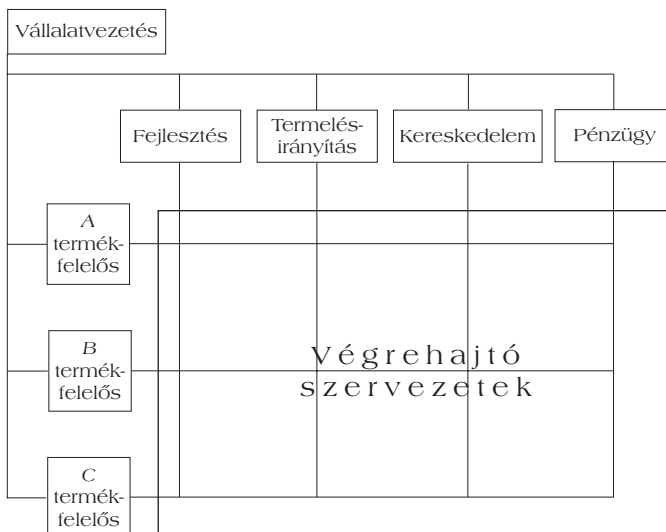 Vállalatvezetés
Fejlesztés
Termelés-
irányítás
Kereskedelem
Pénzügy
A
termék-
felelős
B
termék-
felelős
C
termék-
felelős
Végrehajtó
szervezetek